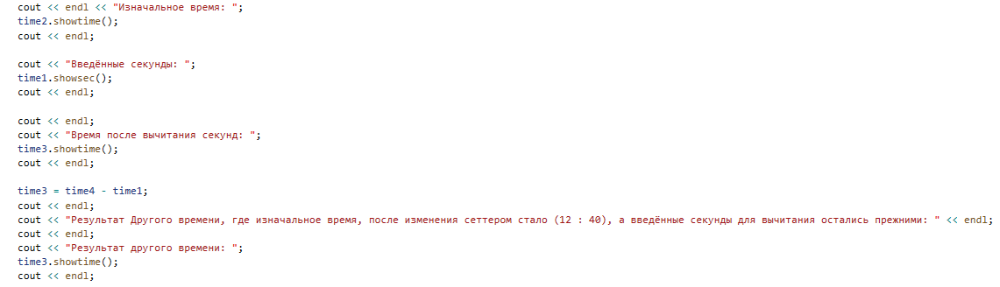 cout << endl << "Изначальное время: ";
time2.showtime();
cout << endl;
cout << "Введённые секунды: ";
time1.showsec();
cout << endl;
cout << endl;
cout << "Время после вычитания секунд: ";
time3.showtime();
cout << endl;
time3 = time4 - time1;
cout << endl;
cout << "Результат Другого времени, где изначальное время, после изменения сеттером стало (12 : 40), а введённые секунды для вычитания остались прежними: " << endl;
cout << endl;
cout << "Результат другого времени: ";
time3.showtime();
cout << endl;